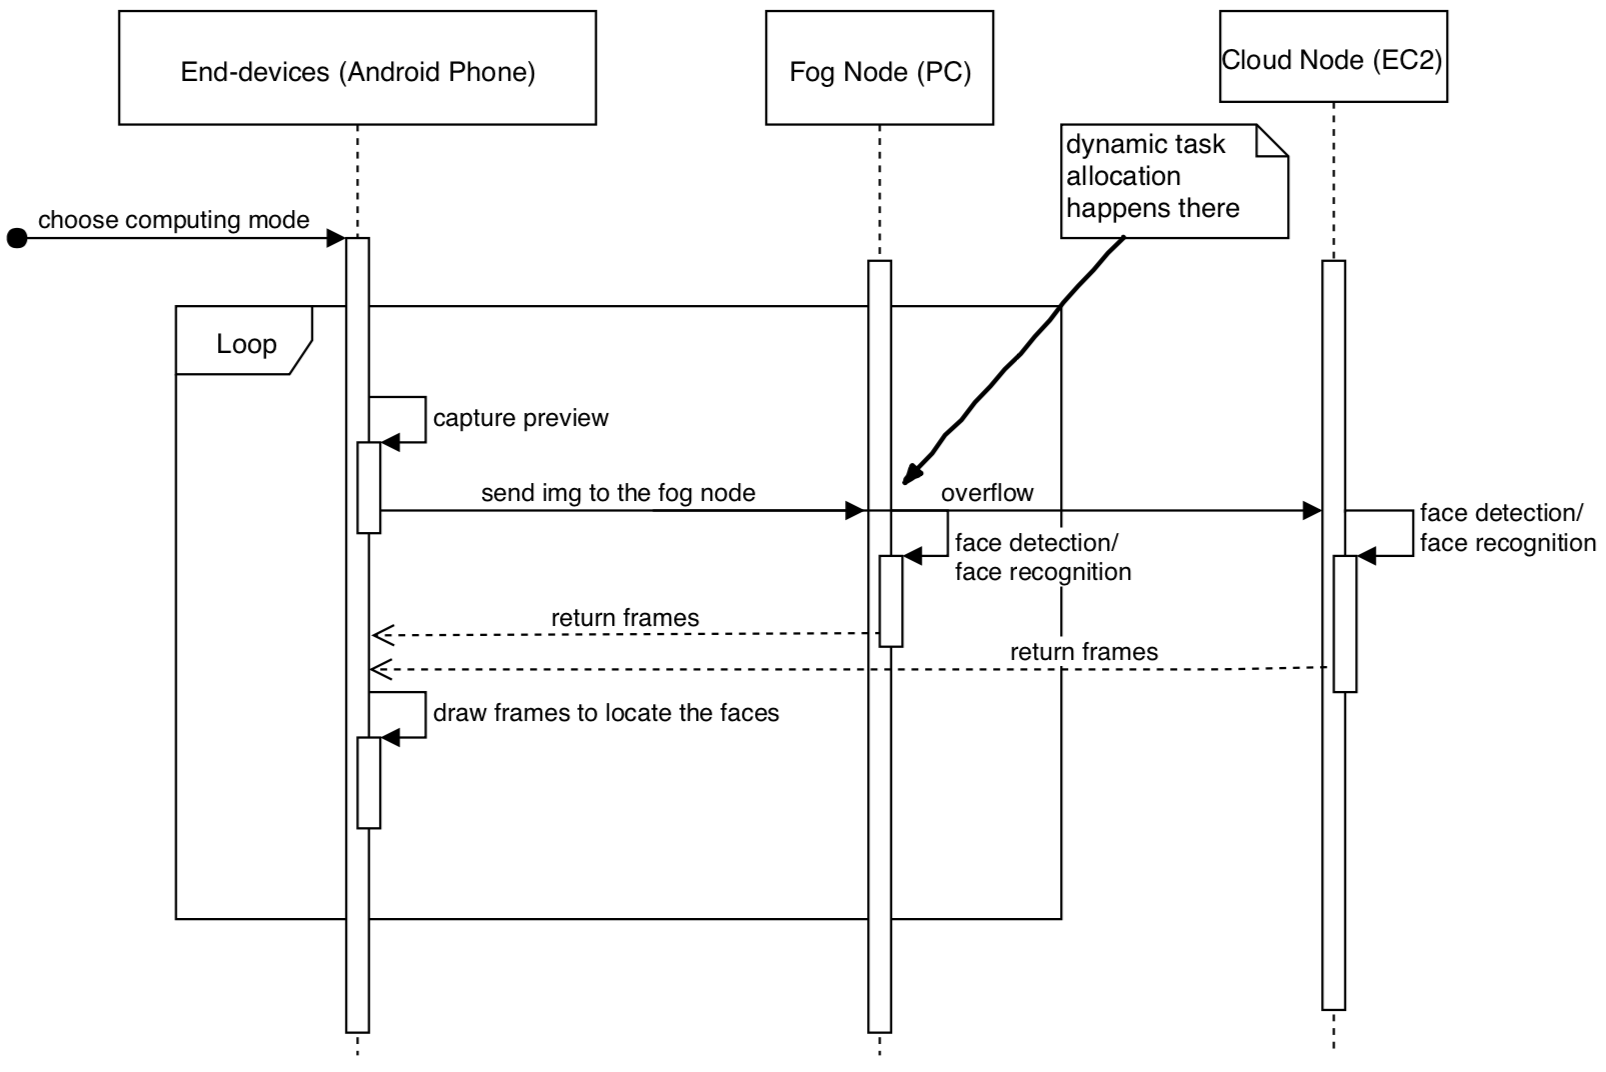 End-devices (Android Phone)
Fog Node (PC)
Cloud Node (EC2)
dynamic task
allocation
happens there
choose computing mode
Loop
capture preview
send img to the fog node
overflow
face detection/
face recognition
face detection/
face recognition
return frames
return frames
draw frames to locate the faces